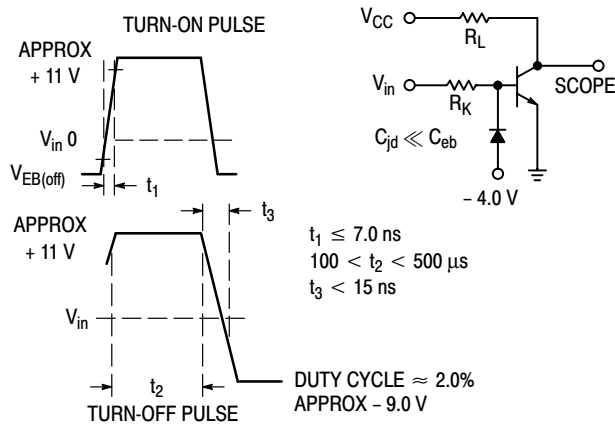 TURN-ON PULSE
APPROX
+ 11 V
V_in 0
V_EB(off)
t_1
t_3
APPROX
+ 11 V
V_in
t_2
TURN-OFF PULSE
t_1 ≤ 7.0 ns
100 < t_2 < 500 μs
t_3 < 15 ns
DUTY CYCLE ≈ 2.0%
APPROX – 9.0 V
V_CC
R_L
SCOPE
V_in
R_K
C_jd ≪ C_eb
– 4.0 V